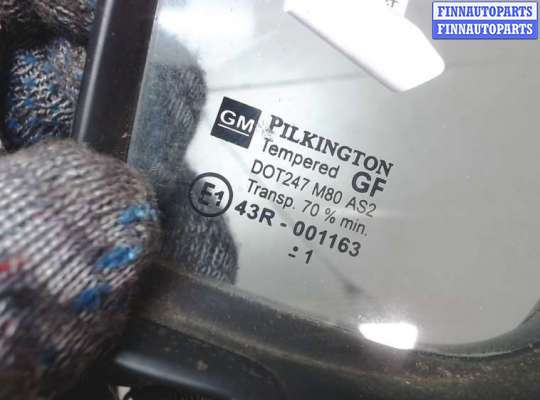 FINNAUTOPARTS
FINNAUTOPARTS
GM PILKINGTON
Tempered GF
DOT247 M80 AS2
Transp. 70 % min.
E1 43R - 001163
1